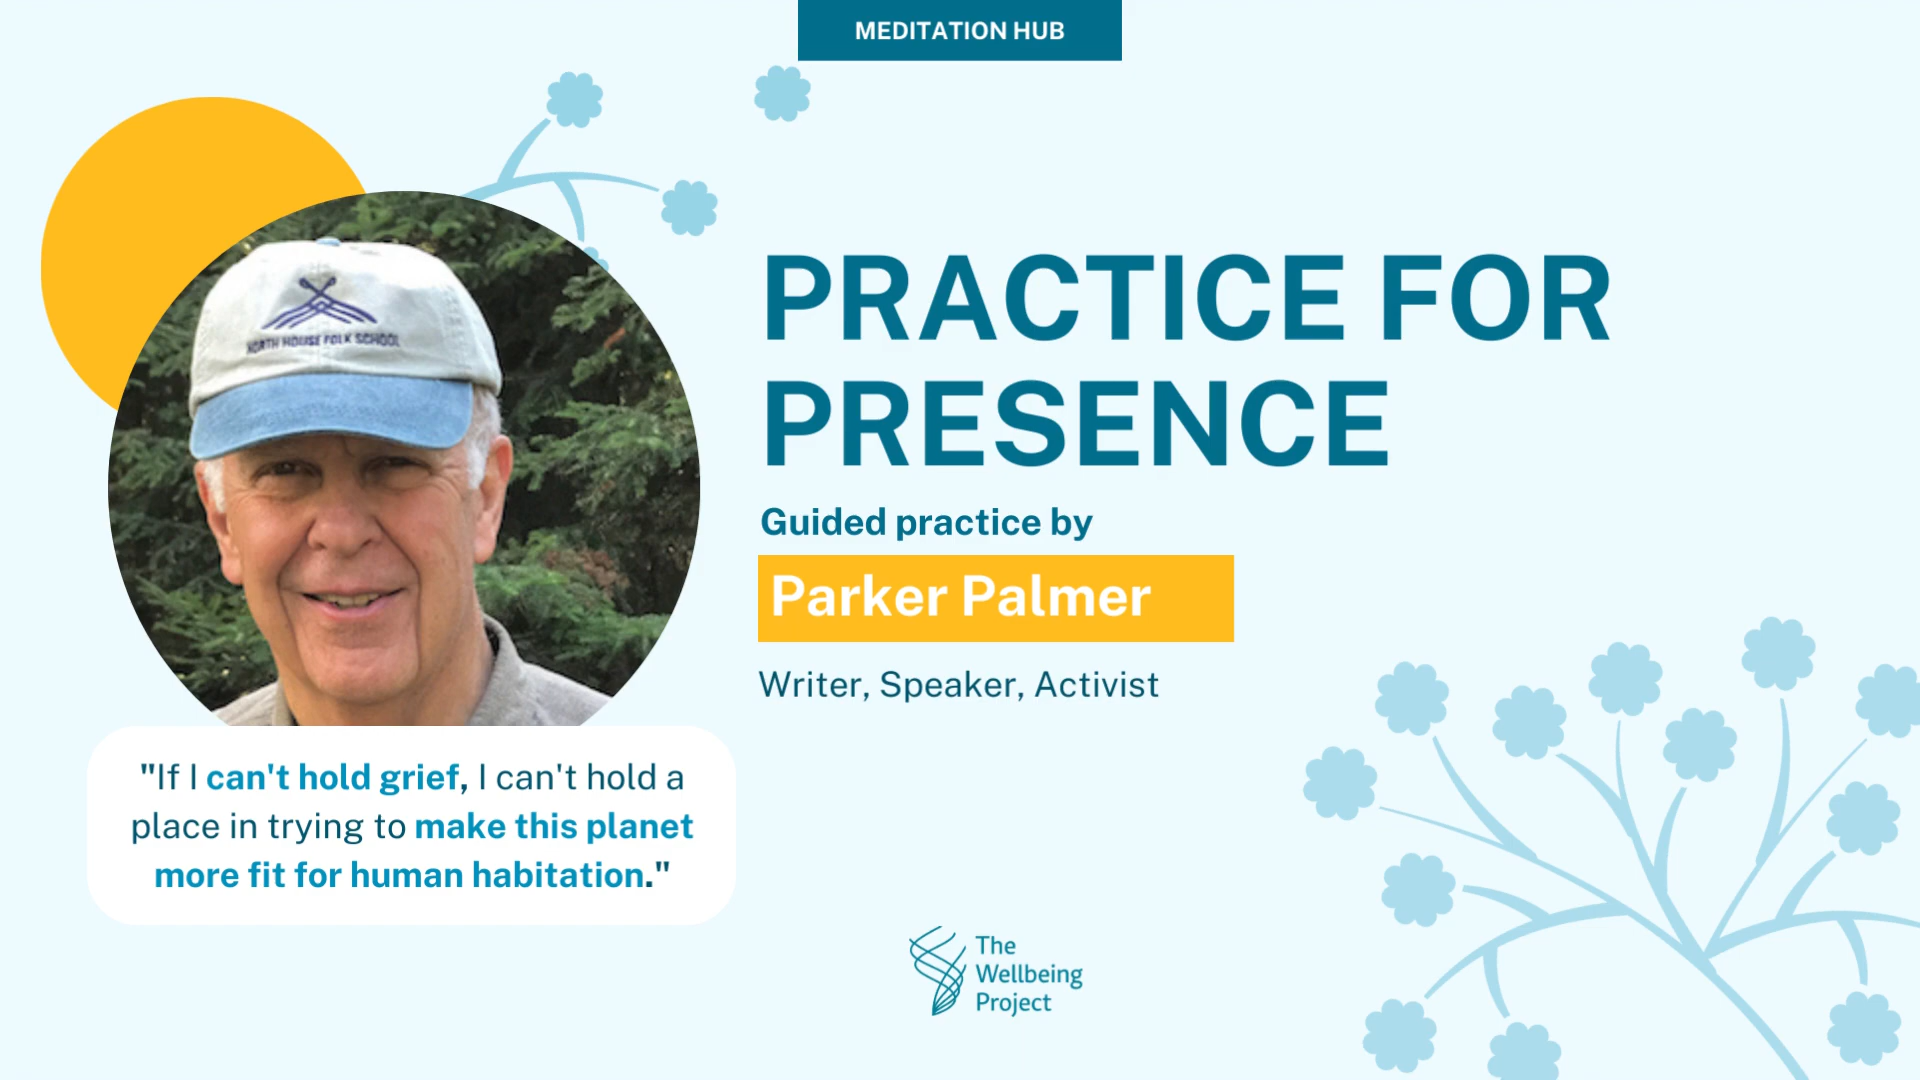 MEDITATION HUB
NORTH HOUSE FOLK SCHOOL
PRACTICE FOR
PRESENCE
Guided practice by
Parker Palmer
Writer, Speaker, Activist
"If I can't hold grief, I can't hold a
place in trying to make this planet
more fit for human habitation."
The
Wellbeing
Project